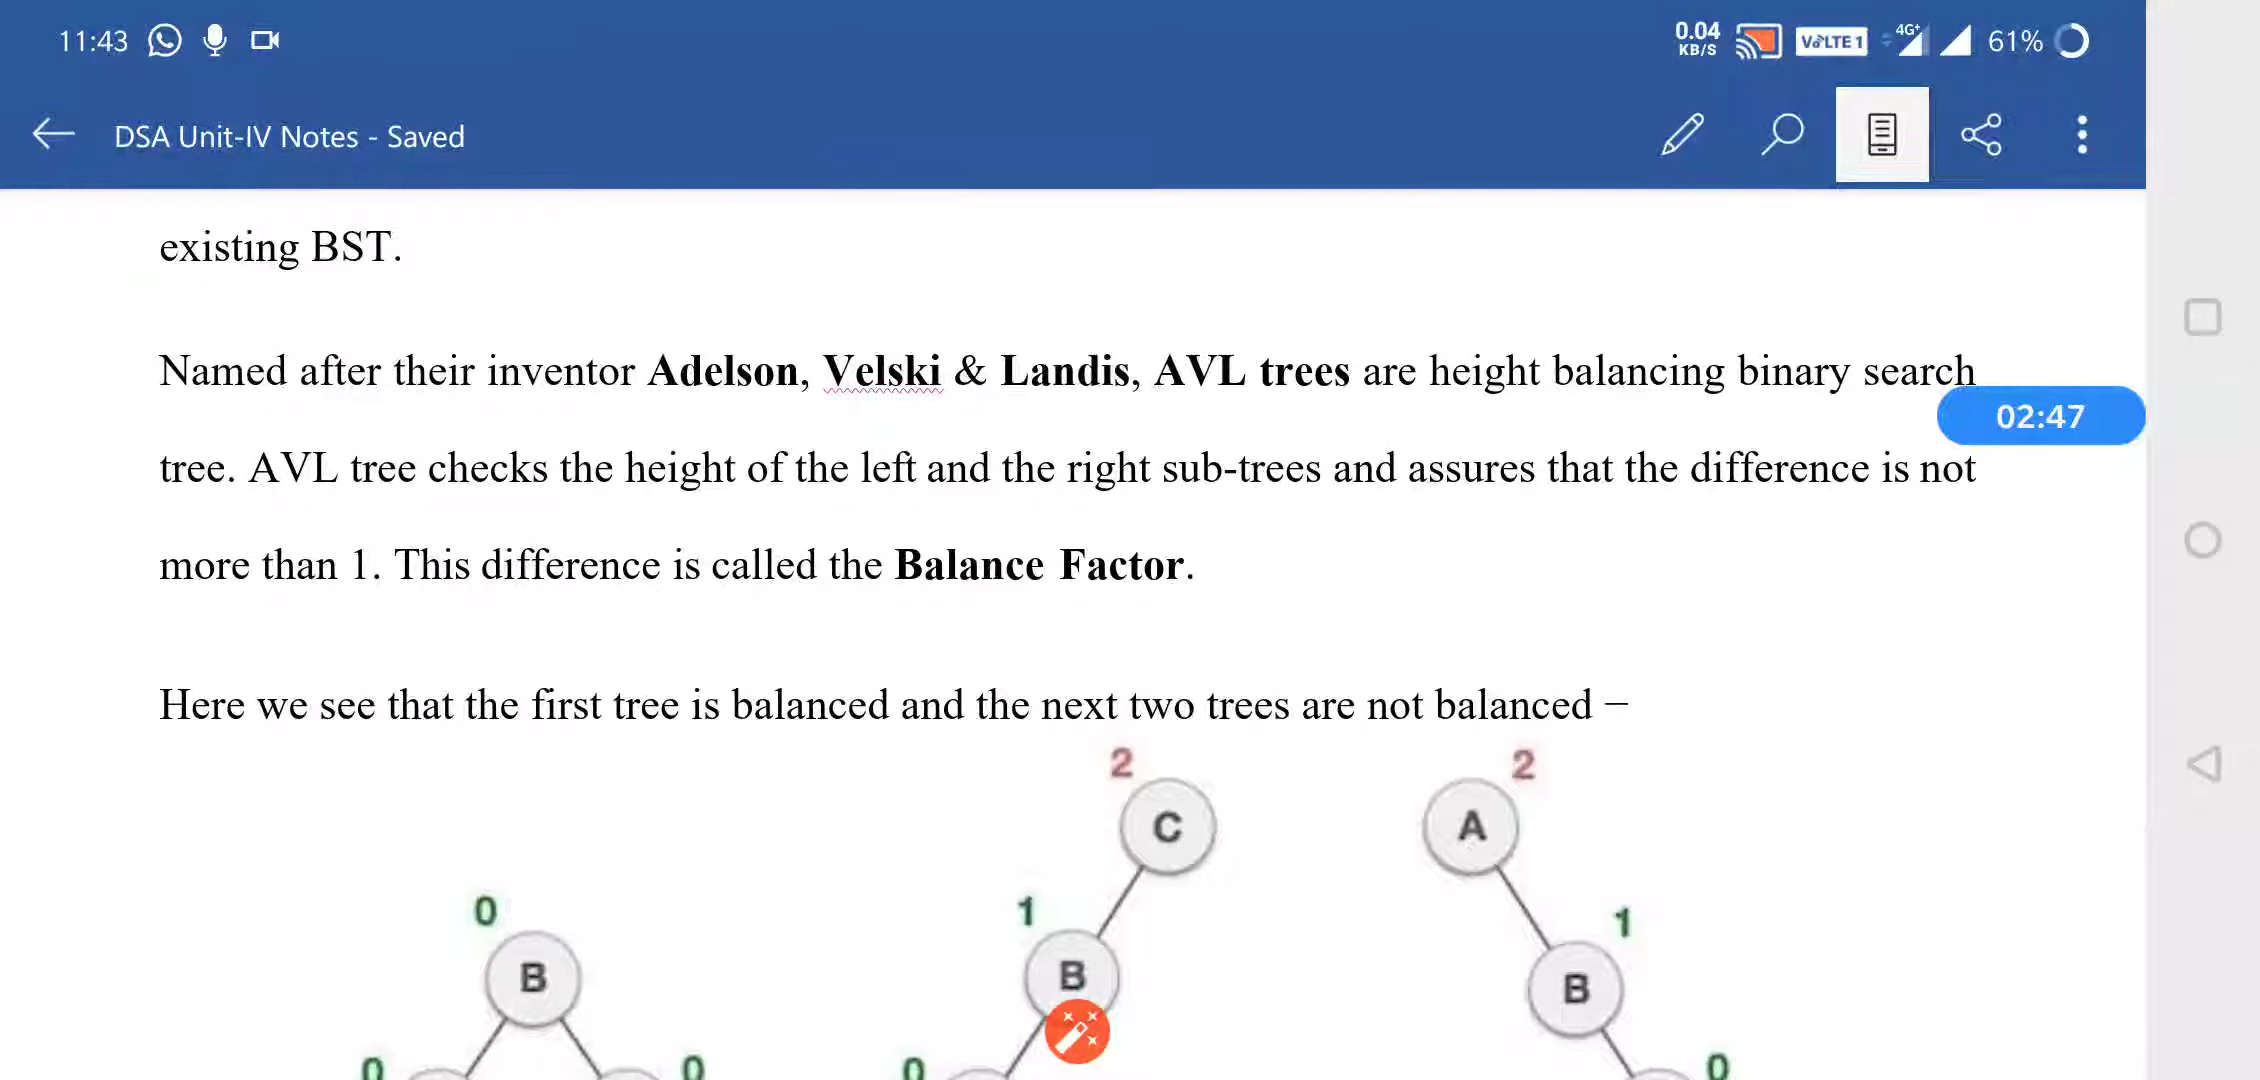 11:43
0.04 KB/S VoLTE 1 4G+ 61%
DSA Unit-IV Notes - Saved
existing BST.
Named after their inventor Adelson, Velski & Landis, AVL trees are height balancing binary search
02:47
tree. AVL tree checks the height of the left and the right sub-trees and assures that the difference is not
more than 1. This difference is called the Balance Factor.
Here we see that the first tree is balanced and the next two trees are not balanced –
2 2
C A
0 1 1
B B B
0 0 0 0